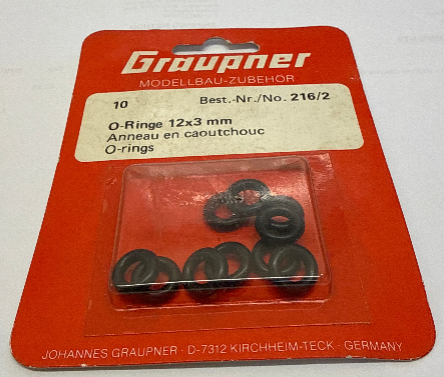 Graupner
MODELLBAU-ZUBEHÖR
10 Best.-Nr./No. 216/2
O-Ringe 12x3 mm
Anneau en caoutchouc
O-rings
JOHANNES GRAUPNER · D-7312 KIRCHHEIM-TECK · GERMANY